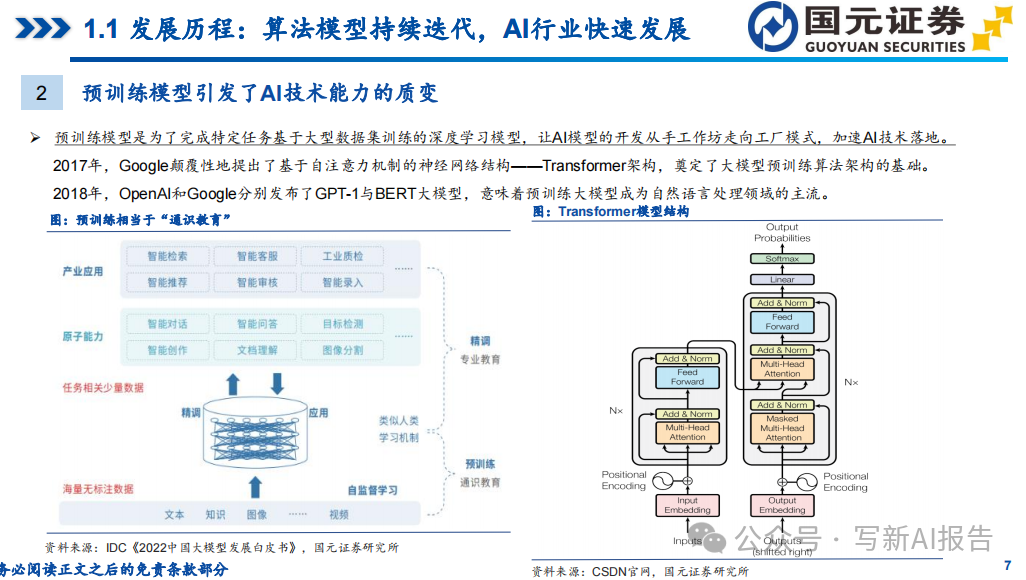 1.1 发展历程：算法模型持续迭代，AI行业快速发展
国元证券
GUOYUAN SECURITIES
2
预训练模型引发了AI技术能力的质变
➢ 预训练模型是为了完成特定任务基于大型数据集训练的深度学习模型，让AI模型的开发从手工作坊走向工厂模式，加速AI技术落地。
2017年，Google颠覆性地提出了基于自注意力机制的神经网络结构——Transformer架构，奠定了大模型预训练算法架构的基础。
2018年，OpenAI和Google分别发布了GPT-1与BERT大模型，意味着预训练大模型成为自然语言处理领域的主流。
图：预训练相当于“通识教育”
产业应用
智能检索 智能客服 工业质检
智能推荐 智能审核 智能录入
······
原子能力
智能对话 智能问答 目标检测
智能创作 文档理解 图像分割
······
精调
专业教育
任务相关少量数据
精调
应用
类似人类
学习机制
预训练
通识教育
海量无标注数据
自监督学习
文本 知识 图像 ······ 视频
资料来源：IDC《2022中国大模型发展白皮书》，国元证券研究所
图：Transformer模型结构
Output
Probabilities
Softmax
Linear
Add & Norm
Feed
Forward
Add & Norm
Multi-Head
Attention
Add & Norm
Masked
Multi-Head
Attention
N×
Add & Norm
Feed
Forward
Add & Norm
Multi-Head
Attention
N×
Positional
Encoding
Positional
Encoding
Input
Embedding
Output
Embedding
Inputs
Outputs
(shifted right)
公众号 · 写新AI报告
资料来源：CSDN官网，国元证券研究所
务必阅读正文之后的免责条款部分
7